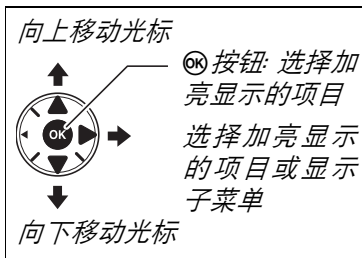 向上移动光标
OK 按钮: 选择加
亮显示的项目
OK
选择加亮显示
的项目或显示
子菜单
向下移动光标